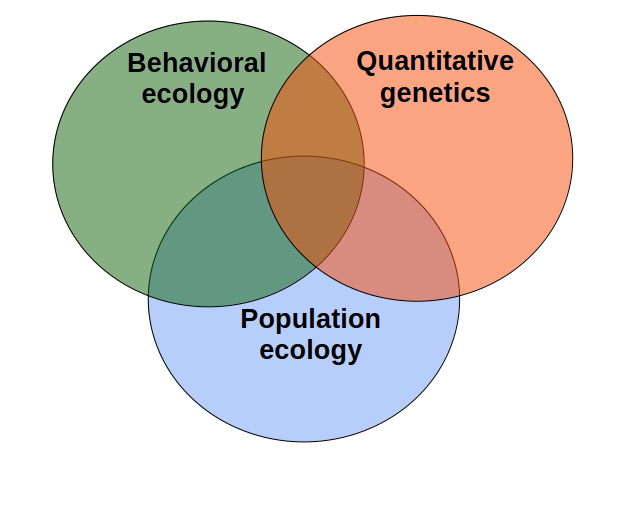 Behavioral
ecology
Quantitative
genetics
Population
ecology